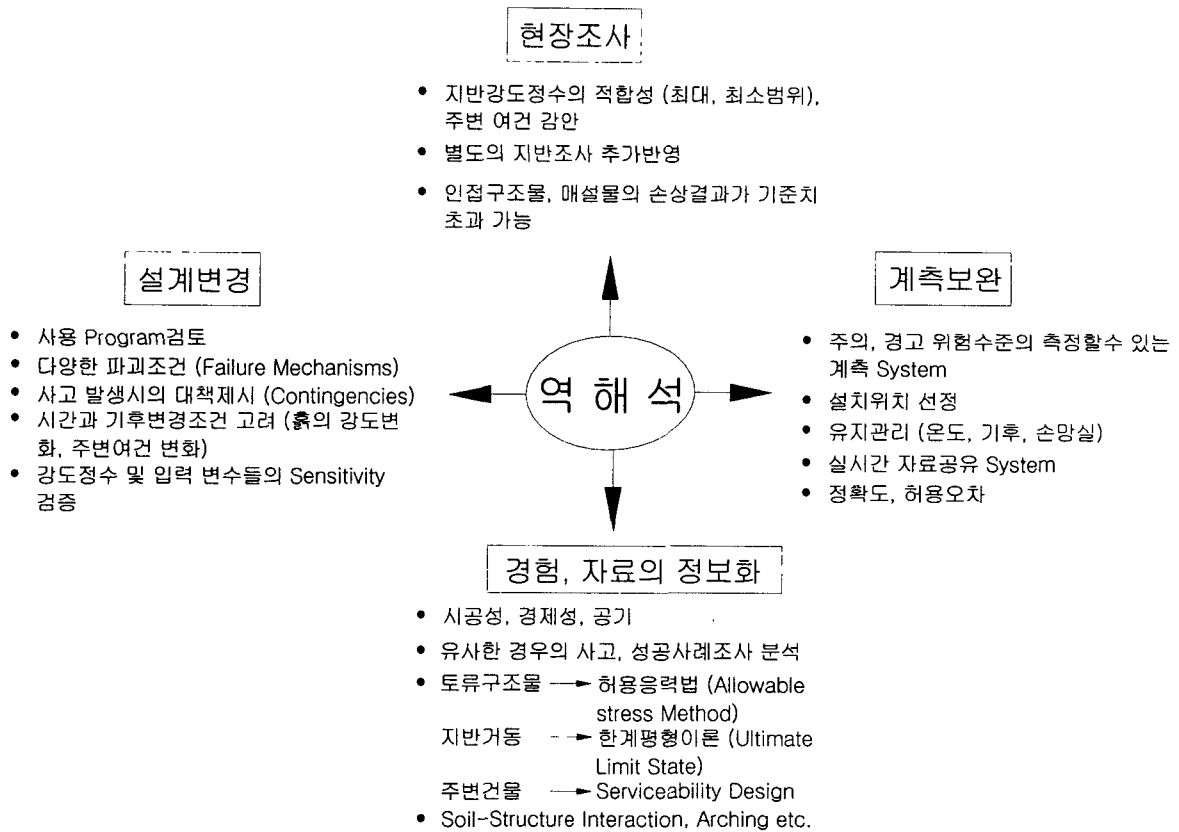 현장조사
• 지반강도정수의 적합성 (최대, 최소범위),
주변 여건 감안
• 별도의 지반조사 추가반영
• 인접구조물, 매설물의 손상결과가 기준치
초과 가능
설계변경
• 사용 Program검토
• 다양한 파괴조건 (Failure Mechanisms)
• 사고 발생시의 대책제시 (Contingencies)
• 시간과 기후변경조건 고려 (흙의 강도변
화, 주변여건 변화)
• 강도정수 및 입력 변수들의 Sensitivity
검증
역 해 석
계측보완
• 주의, 경고 위험수준의 측정할수 있는
계측 System
• 설치위치 선정
• 유지관리 (온도, 기후, 손망실)
• 실시간 자료공유 System
• 정확도, 허용오차
경험, 자료의 정보화
• 시공성, 경제성, 공기
• 유사한 경우의 사고, 성공사례조사 분석
• 토류구조물 → 허용응력법 (Allowable
stress Method)
지반거동 → 한계평형이론 (Ultimate
Limit State)
주변건물 → Serviceability Design
• Soil-Structure Interaction, Arching etc.